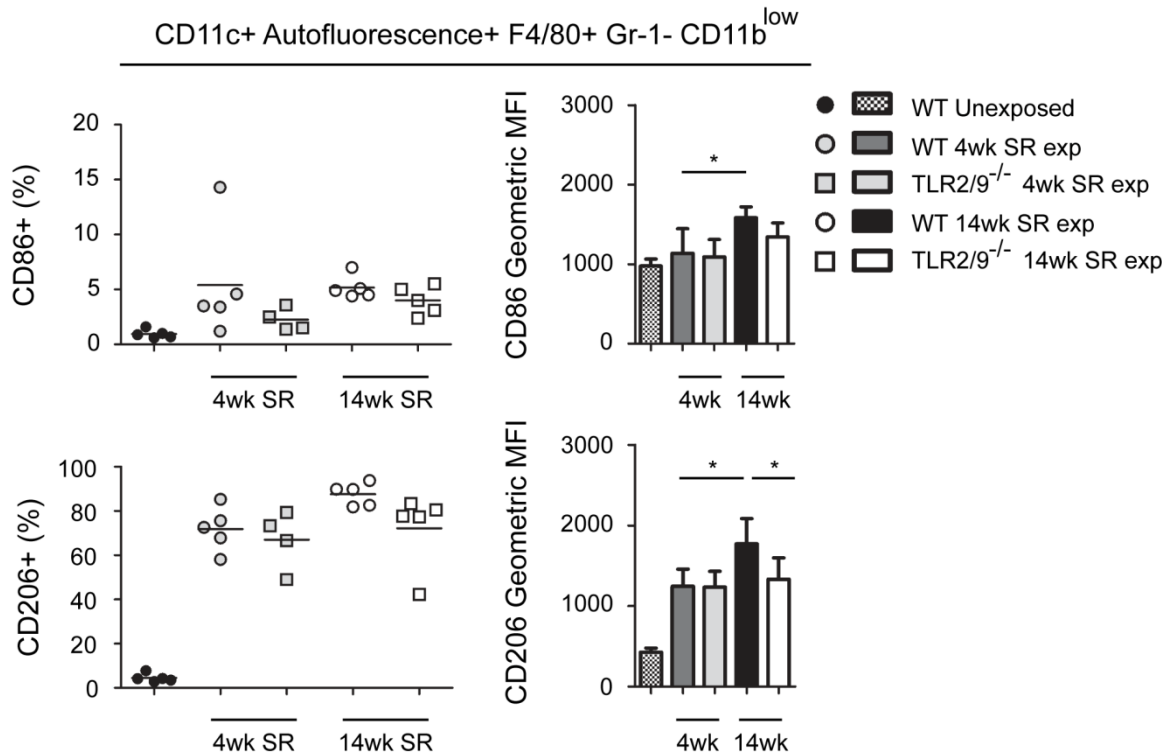 CD11c+ Autofluorescence+ F4/80+ Gr-1- CD11b^low
CD86+ (%)
20
15
10
5
0
4wk SR
14wk SR
CD86 Geometric MFI
3000
2000
1000
0
*
4wk
14wk
WT Unexposed
WT 4wk SR exp
TLR2/9^-/- 4wk SR exp
WT 14wk SR exp
TLR2/9^-/- 14wk SR exp
CD206+ (%)
100
80
60
40
20
0
4wk SR
14wk SR
CD206 Geometric MFI
3000
2000
1000
0
*
*
4wk
14wk